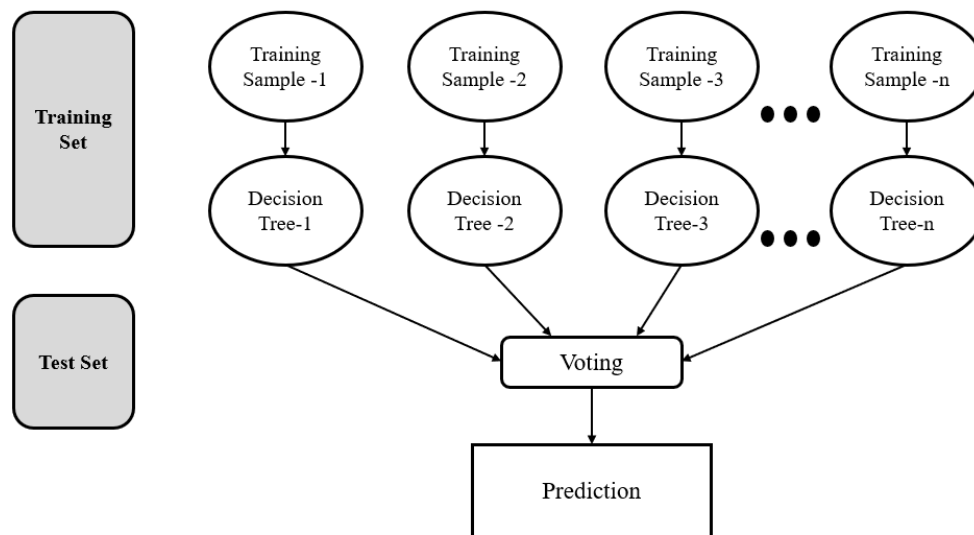 Training
Set
Training
Sample -1
Training
Sample -2
Training
Sample -3
Training
Sample -n
Decision
Tree-1
Decision
Tree -2
Decision
Tree-3
Decision
Tree-n
Test Set
Voting
Prediction